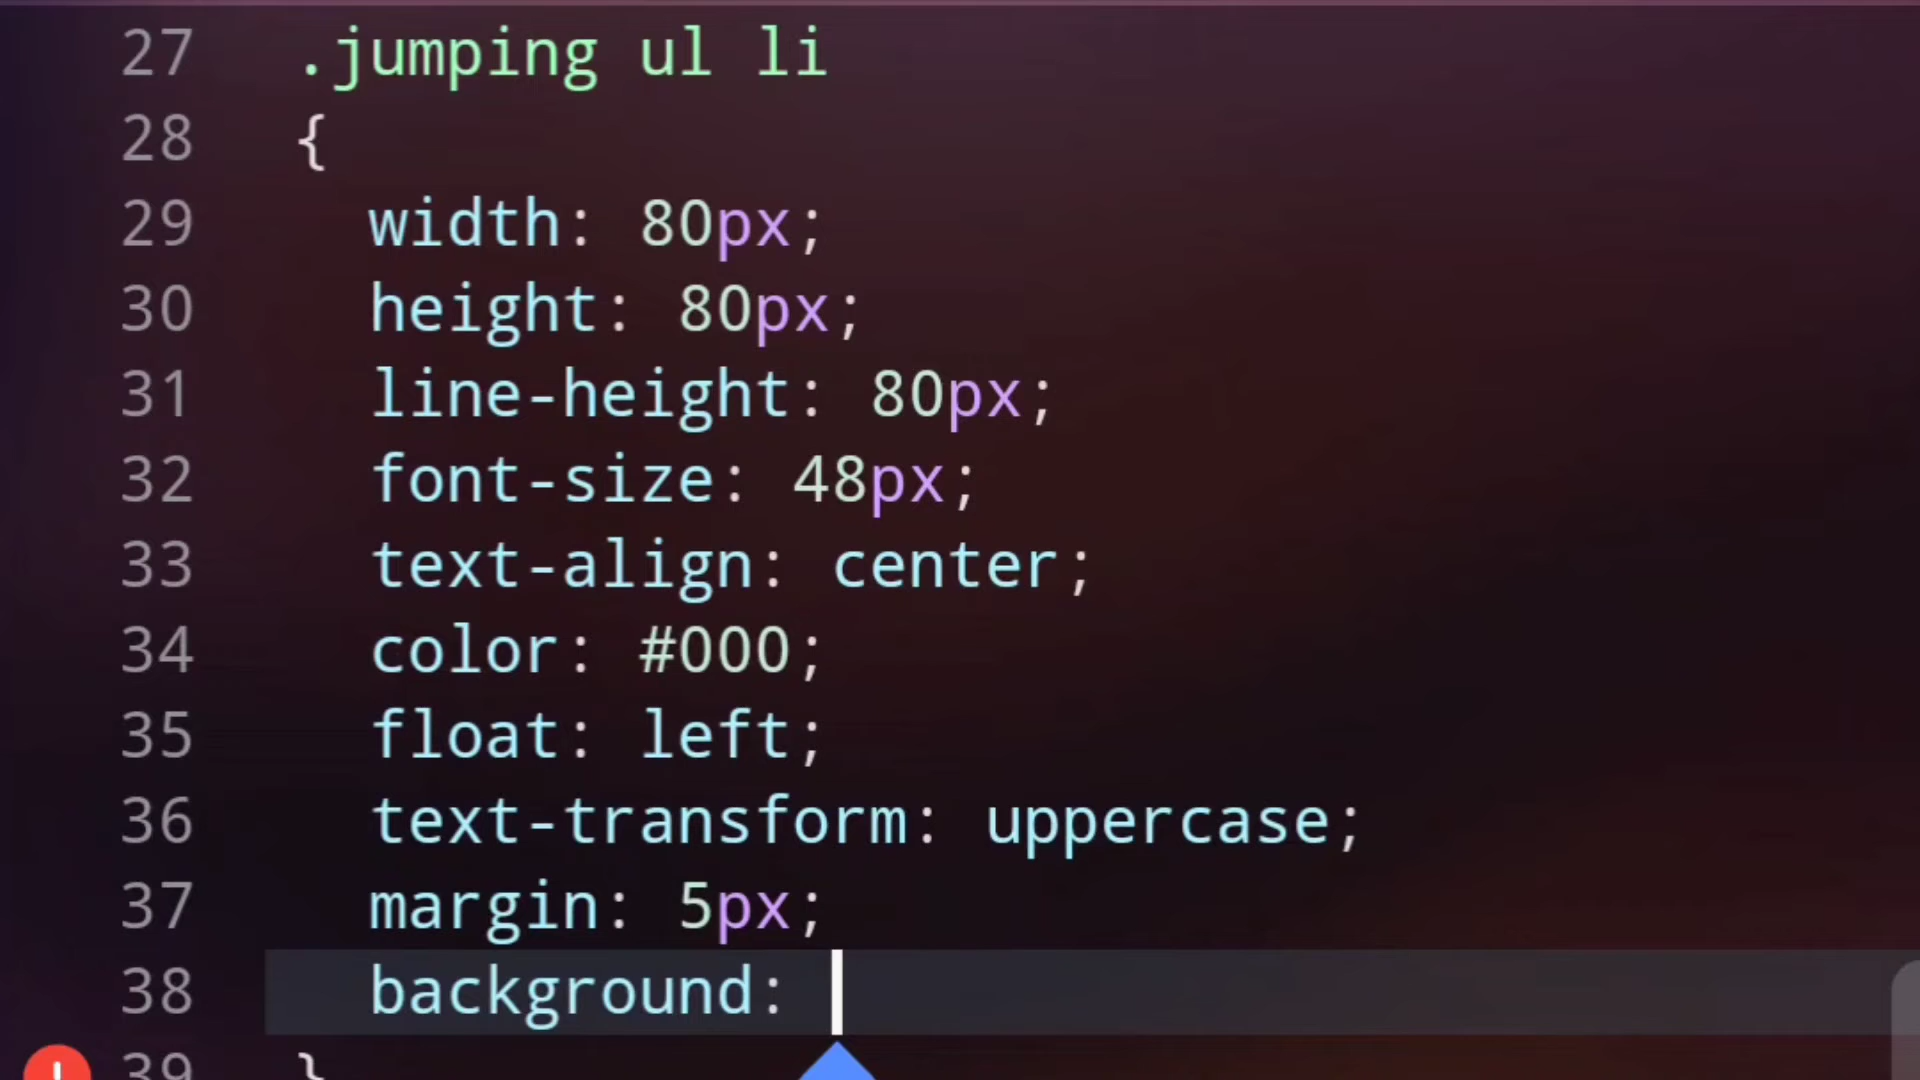 27 .jumping ul li
28 {
29 width: 80px;
30 height: 80px;
31 line-height: 80px;
32 font-size: 48px;
33 text-align: center;
34 color: #000;
35 float: left;
36 text-transform: uppercase;
37 margin: 5px;
38 background:
39 }